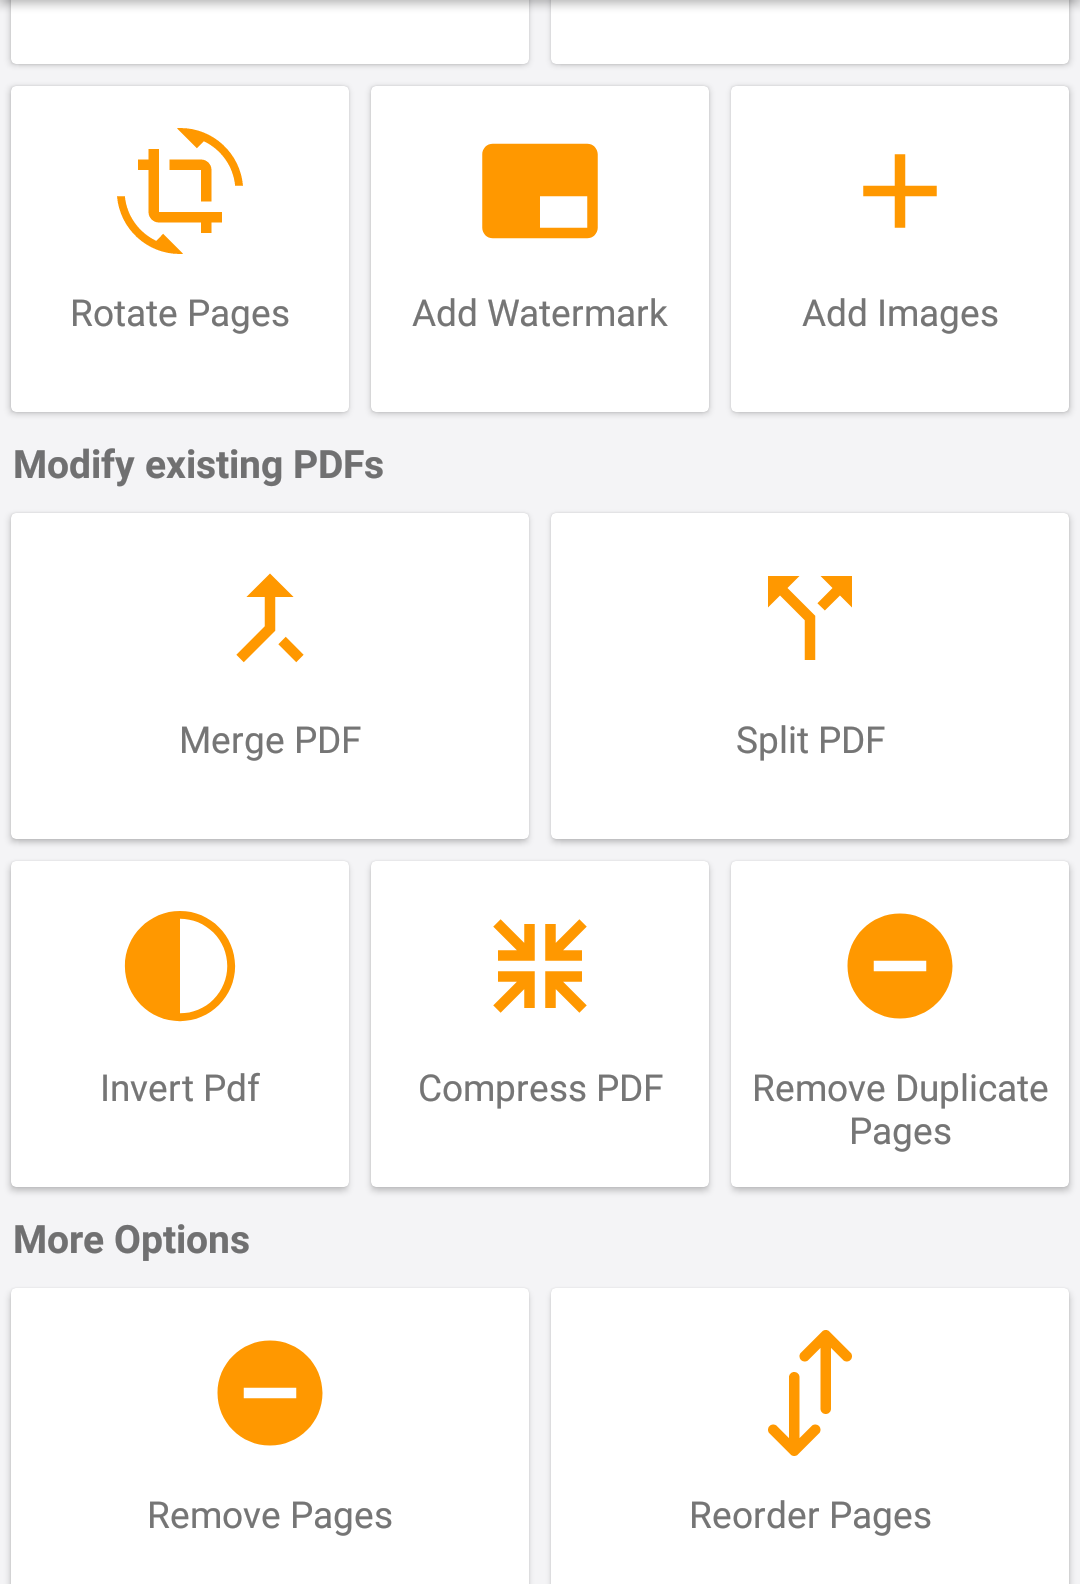 Rotate Pages
Add Watermark
Add Images
Modify existing PDFs
Merge PDF
Split PDF
Invert Pdf
Compress PDF
Remove Duplicate
Pages
More Options
Remove Pages
Reorder Pages